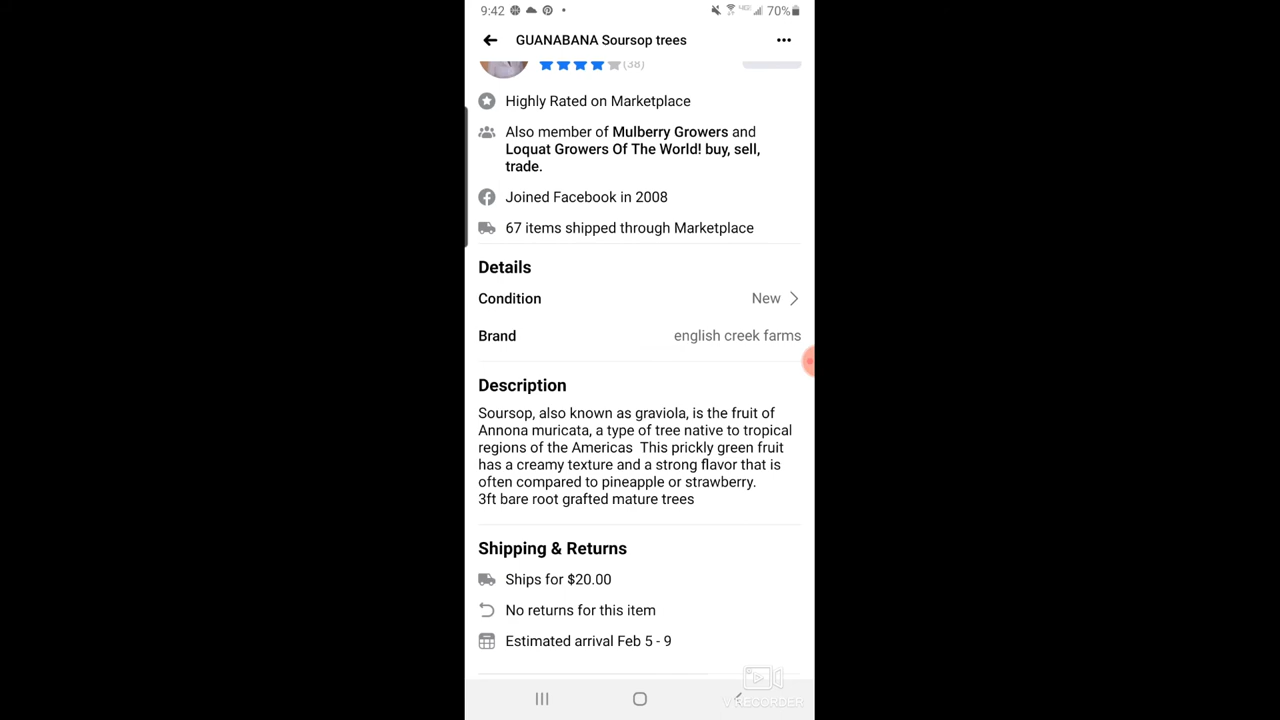 9:42
70%
GUANABANA Soursop trees
(38)
Highly Rated on Marketplace
Also member of Mulberry Growers and
Loquat Growers Of The World! buy, sell,
trade.
Joined Facebook in 2008
67 items shipped through Marketplace
Details
Condition New
Brand english creek farms
Description
Soursop, also known as graviola, is the fruit of
Annona muricata, a type of tree native to tropical
regions of the Americas  This prickly green fruit
has a creamy texture and a strong flavor that is
often compared to pineapple or strawberry.
3ft bare root grafted mature trees
Shipping & Returns
Ships for $20.00
No returns for this item
Estimated arrival Feb 5 - 9
V RECORDER